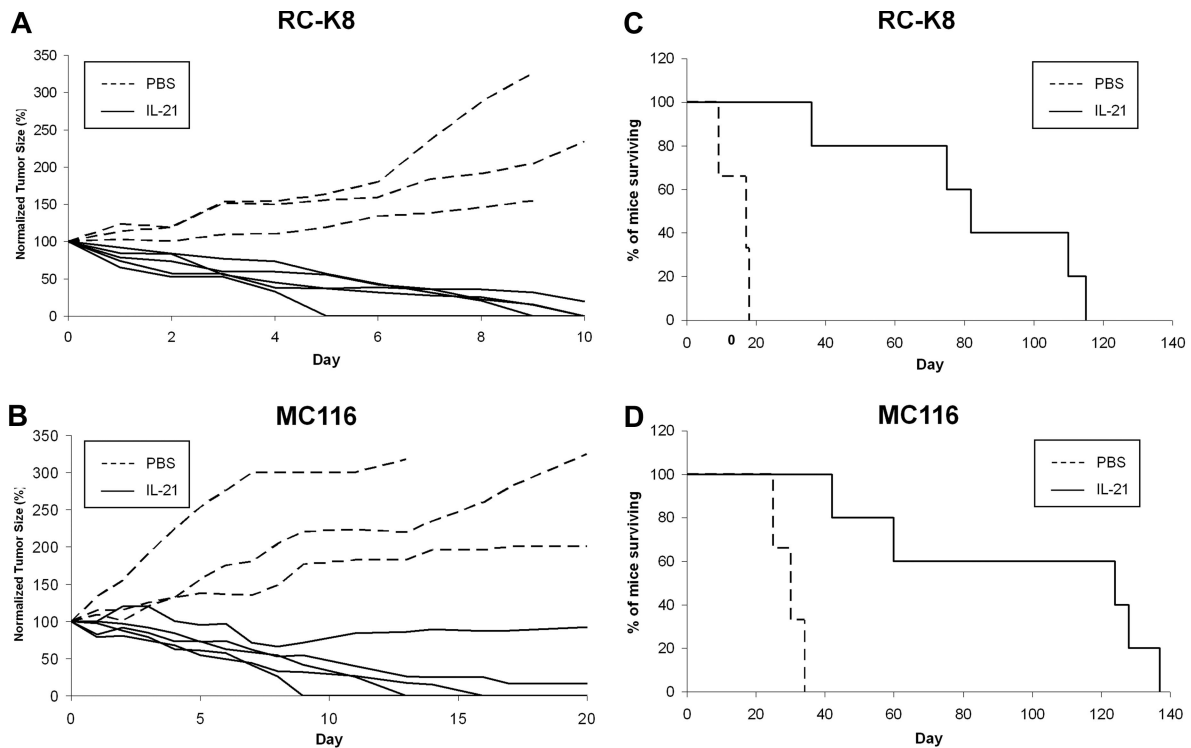 A
RC-K8
Normalized Tumor Size (%)
350
300
250
200
150
100
50
0
PBS
IL-21
0 2 4 6 8 10
Day
C
RC-K8
% of mice surviving
120
100
80
60
40
20
0
PBS
IL-21
0 20 40 60 80 100 120 140
0
Day
B
MC116
Normalized Tumor Size (%)
350
300
250
200
150
100
50
0
PBS
IL-21
0 5 10 15 20
Day
D
MC116
% of mice surviving
120
100
80
60
40
20
0
PBS
IL-21
0 20 40 60 80 100 120 140
Day